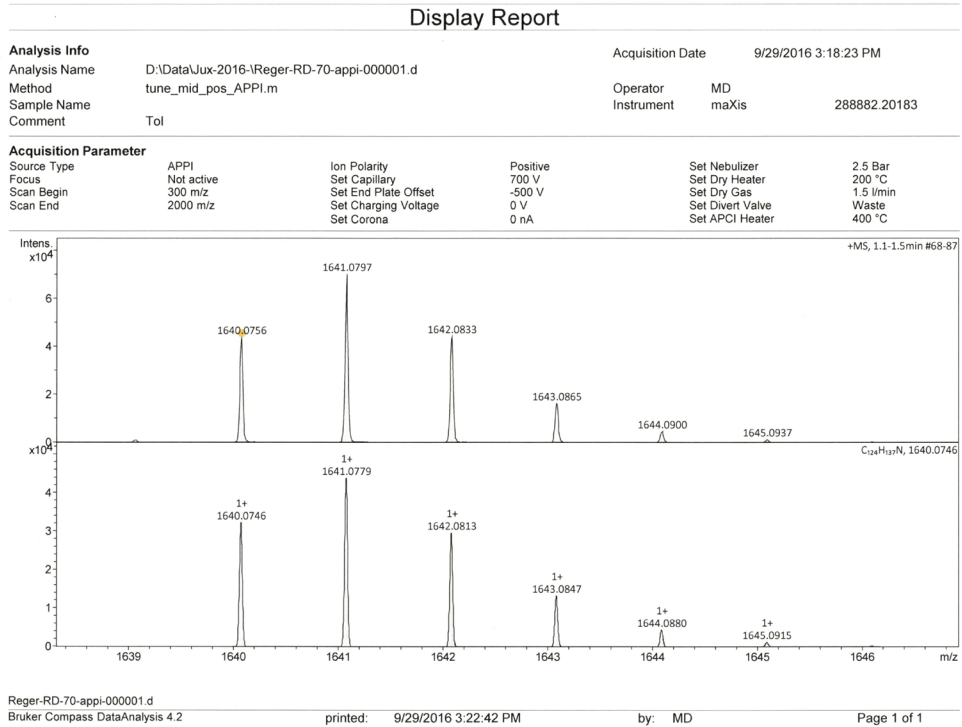 Display Report
Analysis Info
Acquisition Date 9/29/2016 3:18:23 PM
Analysis Name D:\Data\Jux-2016-\Reger-RD-70-appi-000001.d
Method tune_mid_pos_APPI.m Operator MD
Sample Name Instrument maXis 288882.20183
Comment Tol
Acquisition Parameter
Source Type APPI Ion Polarity Positive Set Nebulizer 2.5 Bar
Focus Not active Set Capillary 700 V Set Dry Heater 200 °C
Scan Begin 300 m/z Set End Plate Offset -500 V Set Dry Gas 1.5 l/min
Scan End 2000 m/z Set Charging Voltage 0 V Set Divert Valve Waste
Set Corona 0 nA Set APCI Heater 400 °C
Intens.
x10⁴
+MS, 1.1-1.5min #68-87
1641.0797
6
1640.0756
1642.0833
4
2
1643.0865
1644.0900
1645.0937
0
x10⁴
C₁₂₄H₁₃₇N, 1640.0746
1+
1641.0779
4
1+
1640.0746
1+
1642.0813
3
2
1+
1643.0847
1
1+
1644.0880
1+
1645.0915
0
1639 1640 1641 1642 1643 1644 1645 1646 m/z
Reger-RD-70-appi-000001.d
Bruker Compass DataAnalysis 4.2 printed: 9/29/2016 3:22:42 PM by: MD Page 1 of 1